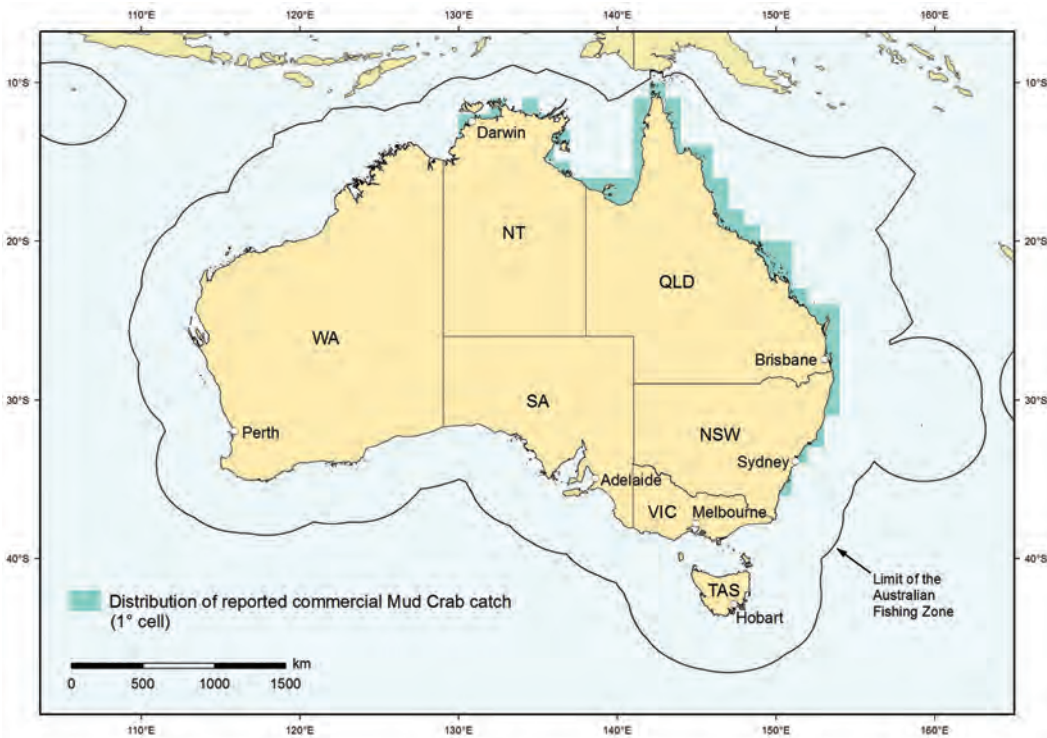 110°E 120°E 130°E 140°E 150°E 160°E
10°S 10°S
Darwin
NT
20°S 20°S
QLD
WA
Brisbane
SA
30°S 30°S
NSW
Perth
Sydney
Adelaide
VIC Melbourne
40°S 40°S
TAS
Hobart
Limit of the
Australian
Fishing Zone
Distribution of reported commercial Mud Crab catch
(1° cell)
km
0 500 1000 1500
110°E 120°E 130°E 140°E 150°E 160°E